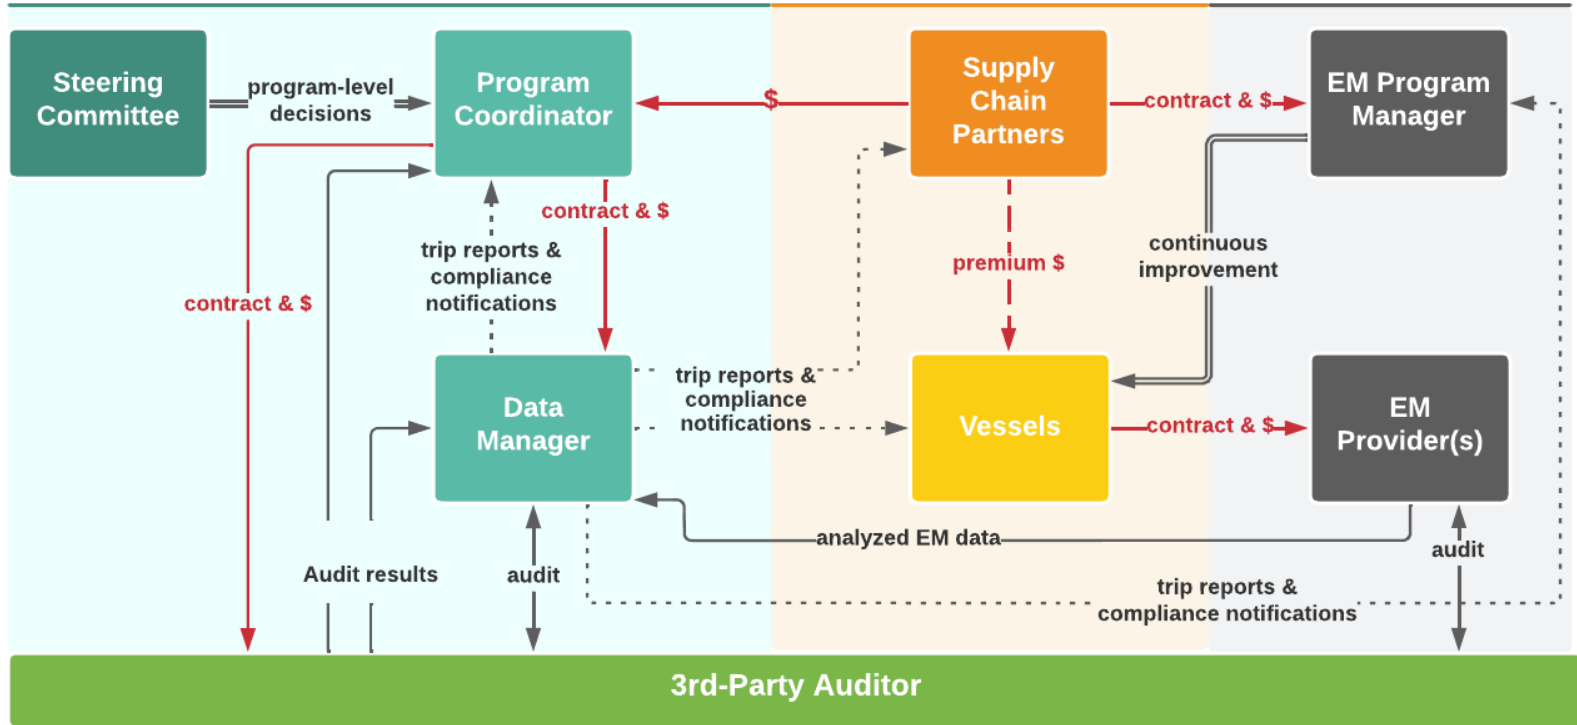 Steering
Committee
program-level
decisions
Program
Coordinator
$
Supply
Chain
Partners
contract & $
EM Program
Manager
contract & $
trip reports &
compliance
notifications
contract & $
premium $
continuous
improvement
Data
Manager
trip reports &
compliance
notifications
Vessels
contract & $
EM
Provider(s)
analyzed EM data
Audit results
audit
audit
trip reports &
compliance notifications
3rd-Party Auditor